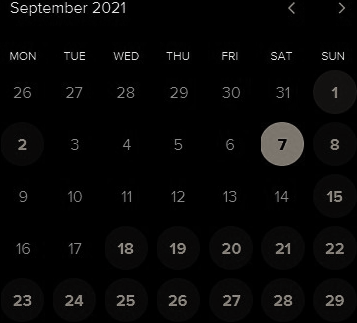 September 2021
MON TUE WED THU FRI SAT SUN
26 27 28 29 30 31 1
2 3 4 5 6 7 8
9 10 11 12 13 14 15
16 17 18 19 20 21 22
23 24 25 26 27 28 29